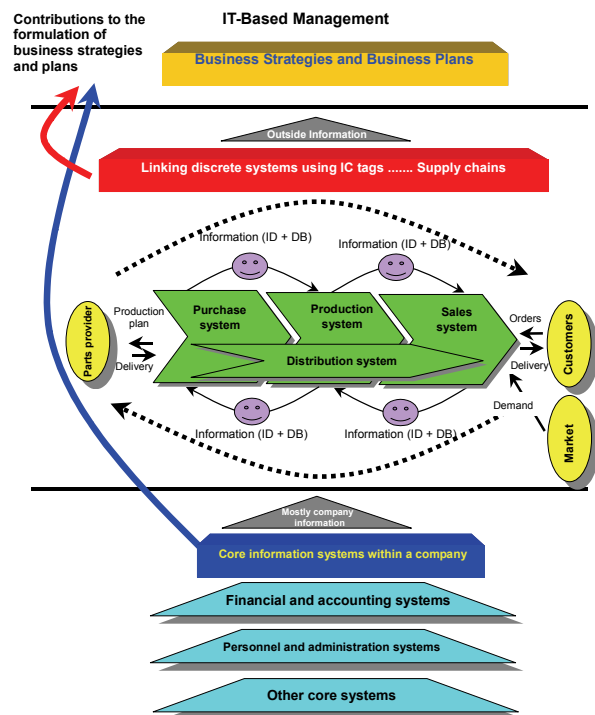 Contributions to the
formulation of
business strategies
and plans
IT-Based Management
Business Strategies and Business Plans
Outside Information
Linking discrete systems using IC tags ....... Supply chains
Information (ID + DB)
Information (ID + DB)
Parts provider
Production
plan
Delivery
Purchase
system
Production
system
Sales
system
Distribution system
Orders
Delivery
Customers
Demand
Market
Information (ID + DB)
Information (ID + DB)
Mostly company
information
Core information systems within a company
Financial and accounting systems
Personnel and administration systems
Other core systems